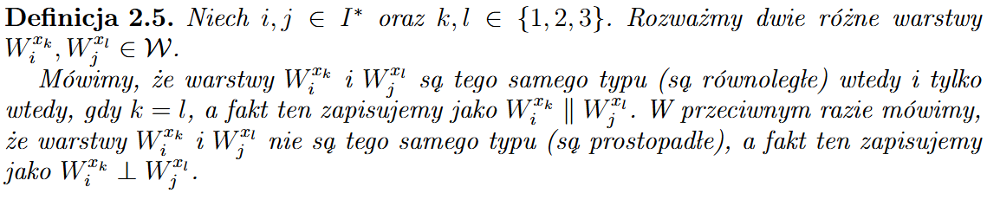 Definicja 2.5. Niech $i, j \in I^*$ oraz $k, l \in \{1, 2, 3\}$. Rozważmy dwie różne warstwy
$W_i^{x_k}, W_j^{x_l} \in \mathcal{W}$.
Mówimy, że warstwy $W_i^{x_k}$ i $W_j^{x_l}$ są tego samego typu (są równoległe) wtedy i tylko
wtedy, gdy $k = l$, a fakt ten zapisujemy jako $W_i^{x_k} \parallel W_j^{x_l}$. W przeciwnym razie mówimy,
że warstwy $W_i^{x_k}$ i $W_j^{x_l}$ nie są tego samego typu (są prostopadłe), a fakt ten zapisujemy
jako $W_i^{x_k} \perp W_j^{x_l}$.